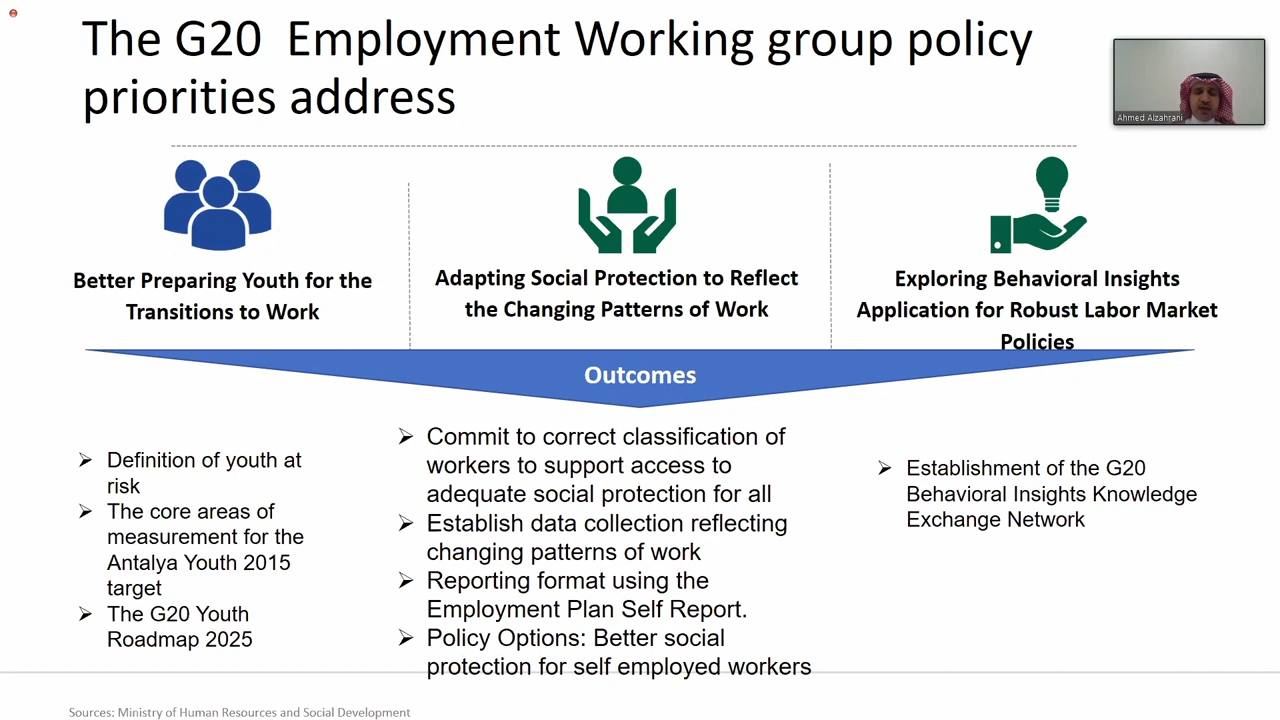 The G20  Employment Working group policy
priorities address
Ahmed Alzahrani
Better Preparing Youth for the
Transitions to Work
Adapting Social Protection to Reflect
the Changing Patterns of Work
Exploring Behavioral Insights
Application for Robust Labor Market
Policies
Outcomes
Definition of youth at
risk
The core areas of
measurement for the
Antalya Youth 2015
target
The G20 Youth
Roadmap 2025
Commit to correct classification of
workers to support access to
adequate social protection for all
Establish data collection reflecting
changing patterns of work
Reporting format using the
Employment Plan Self Report.
Policy Options: Better social
protection for self employed workers
Establishment of the G20
Behavioral Insights Knowledge
Exchange Network
Sources: Ministry of Human Resources and Social Development